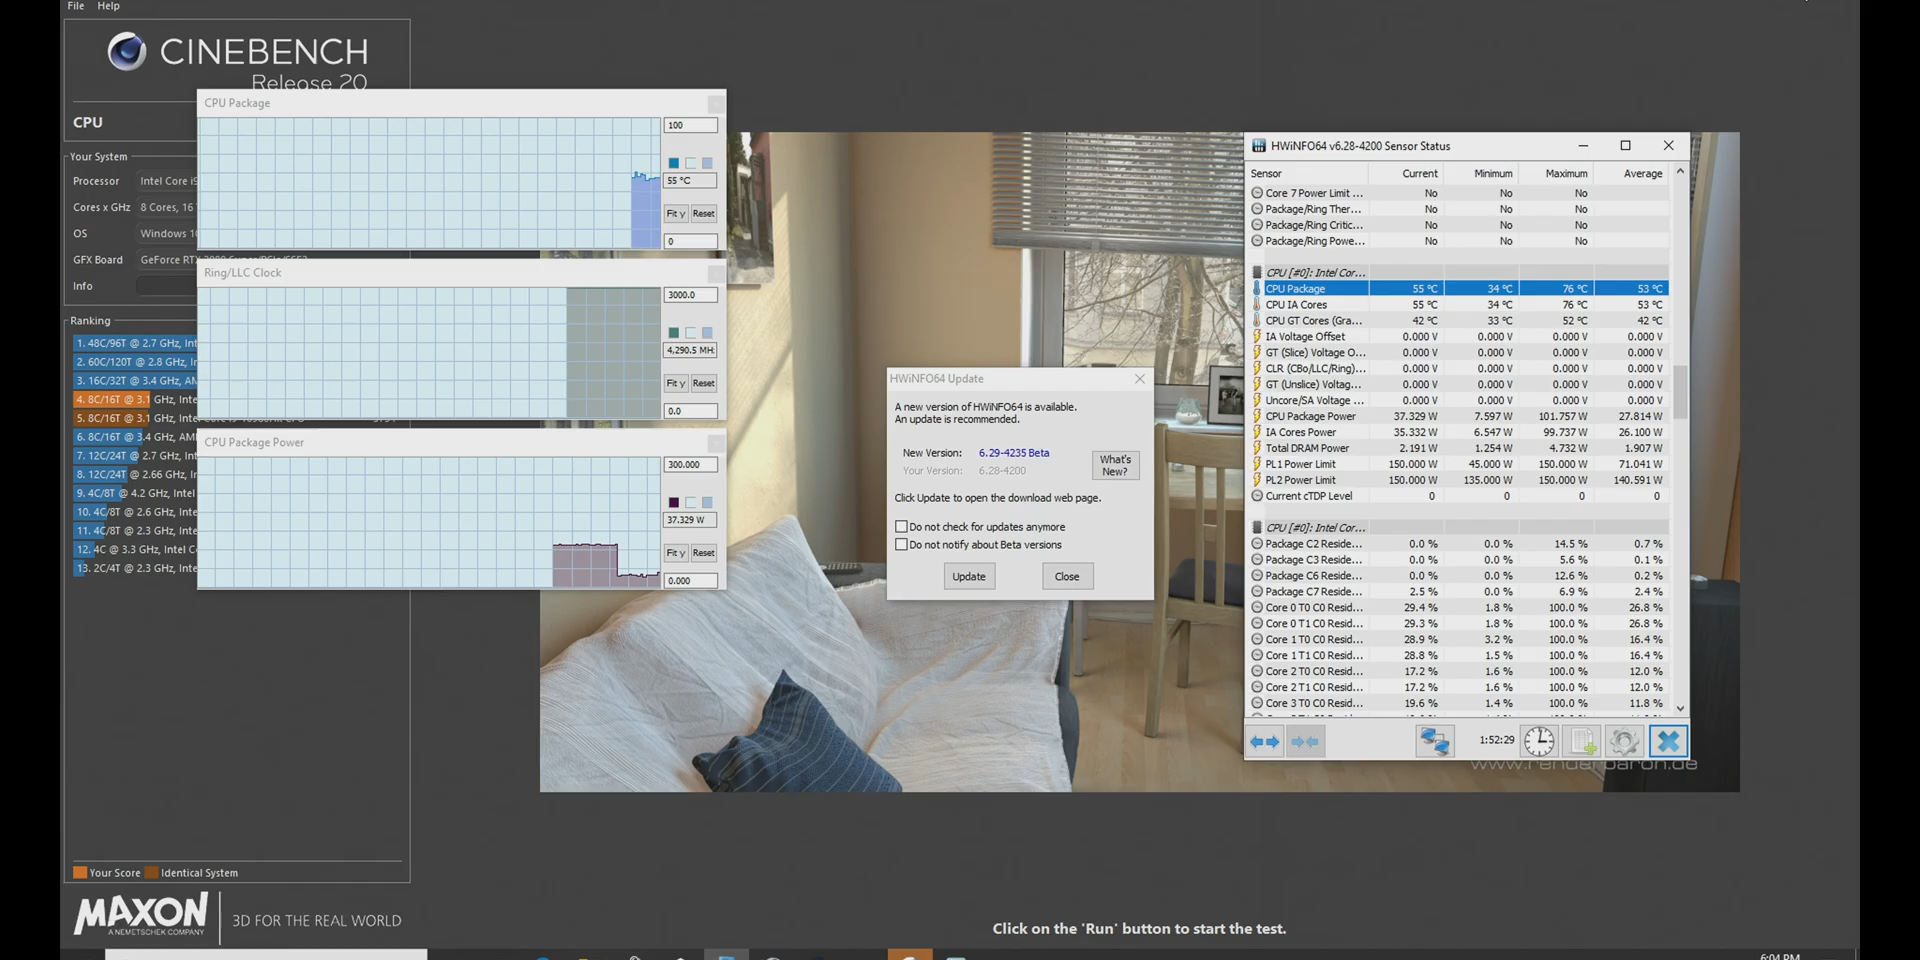 File Help
CINEBENCH
Release 20
CPU
Your System
Processor Intel Core i9
Cores x GHz 8 Cores, 16
OS Windows 10
GFX Board
Info
Ranking
1. 48C/96T @ 2.7 GHz, Int
2. 60C/120T @ 2.8 GHz, I
3. 16C/32T @ 3.4 GHz, AM
4. 8C/16T @ 3.1 GHz, Inte
5. 8C/16T @ 3.1 GHz, Inte
6. 8C/16T @ 3.4 GHz, AM
7. 12C/24T @ 2.7 GHz, Int
8. 12C/24T @ 2.66 GHz, In
9. 4C/8T @ 4.2 GHz, Intel
10. 4C/8T @ 2.6 GHz, Inte
11. 4C/8T @ 2.3 GHz, Inte
12. 4C @ 3.3 GHz, Intel C
13. 2C/4T @ 2.3 GHz, Inte
Your Score Identical System
MAXON
A NEMETSCHEK COMPANY
3D FOR THE REAL WORLD
CPU Package
100
55 °C
Fit y Reset
0
Ring/LLC Clock
3000.0
4,290.5 MH
Fit y Reset
0.0
CPU Package Power
300.000
37.329 W
Fit y Reset
0.000
HWiNFO64 Update
A new version of HWiNFO64 is available.
An update is recommended.
New Version: 6.29-4235 Beta
Your Version: 6.28-4200
What's
New?
Click Update to open the download web page.
Do not check for updates anymore
Do not notify about Beta versions
Update Close
HWiNFO64 v6.28-4200 Sensor Status
Sensor Current Minimum Maximum Average
Core 7 Power Limit ... No No No
Package/Ring Ther... No No No
Package/Ring Critic... No No No
Package/Ring Powe... No No No
CPU [#0]: Intel Cor...
CPU Package 55 °C 34 °C 76 °C 53 °C
CPU IA Cores 55 °C 34 °C 76 °C 53 °C
CPU GT Cores (Gra... 42 °C 33 °C 52 °C 42 °C
IA Voltage Offset 0.000 V 0.000 V 0.000 V 0.000 V
GT (Slice) Voltage O... 0.000 V 0.000 V 0.000 V 0.000 V
CLR (CBo/LLC/Ring)... 0.000 V 0.000 V 0.000 V 0.000 V
GT (Unslice) Voltag... 0.000 V 0.000 V 0.000 V 0.000 V
Uncore/SA Voltage ... 0.000 V 0.000 V 0.000 V 0.000 V
CPU Package Power 37.329 W 7.597 W 101.757 W 27.814 W
IA Cores Power 35.332 W 6.547 W 99.737 W 26.100 W
Total DRAM Power 2.191 W 1.254 W 4.732 W 1.907 W
PL1 Power Limit 150.000 W 45.000 W 150.000 W 71.041 W
PL2 Power Limit 150.000 W 135.000 W 150.000 W 140.591 W
Current cTDP Level 0 0 0 0
CPU [#0]: Intel Cor...
Package C2 Reside... 0.0 % 0.0 % 14.5 % 0.7 %
Package C3 Reside... 0.0 % 0.0 % 5.6 % 0.1 %
Package C6 Reside... 0.0 % 0.0 % 12.6 % 0.2 %
Package C7 Reside... 2.5 % 0.0 % 6.9 % 2.4 %
Core 0 T0 C0 Resid... 29.4 % 1.8 % 100.0 % 26.8 %
Core 0 T1 C0 Resid... 29.3 % 1.8 % 100.0 % 26.8 %
Core 1 T0 C0 Resid... 28.9 % 3.2 % 100.0 % 16.4 %
Core 1 T1 C0 Resid... 28.8 % 1.5 % 100.0 % 16.4 %
Core 2 T0 C0 Resid... 17.2 % 1.6 % 100.0 % 12.0 %
Core 2 T1 C0 Resid... 17.2 % 1.6 % 100.0 % 12.0 %
Core 3 T0 C0 Resid... 19.6 % 1.4 % 100.0 % 11.8 %
1:52:29
www.renderbaron.de
Click on the 'Run' button to start the test.
6:04 PM